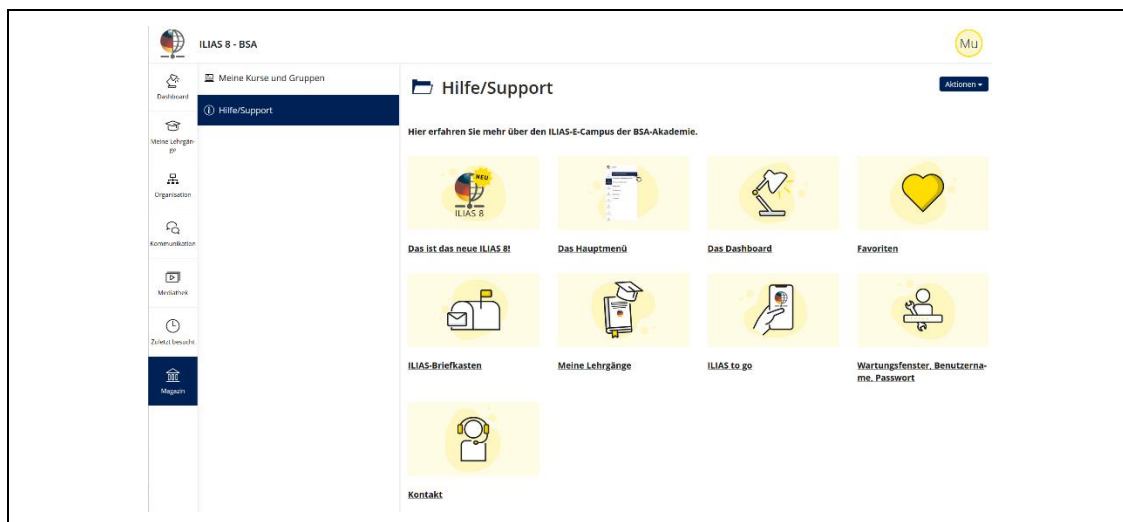 ILIAS 8 - BSA
Mu
Dashboard
Meine Lehrgän-
ge
Organisation
Kommunikation
Mediathek
Zuletzt besucht
Magazin
Meine Kurse und Gruppen
Hilfe/Support
Hilfe/Support
Aktionen
Hier erfahren Sie mehr über den ILIAS-E-Campus der BSA-Akademie.
NEU
ILIAS 8
Das ist das neue ILIAS 8!
Das Hauptmenü
Das Dashboard
Favoriten
ILIAS-Briefkasten
Meine Lehrgänge
ILIAS to go
Wartungsfenster, Benutzerna-
me, Passwort
Kontakt